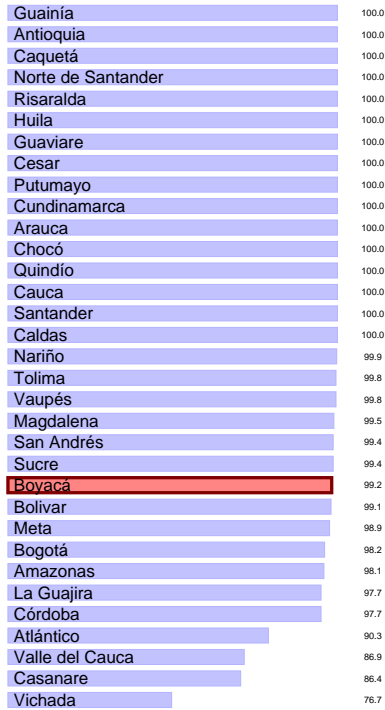 Guainía 100.0
Antioquia 100.0
Caquetá 100.0
Norte de Santander 100.0
Risaralda 100.0
Huila 100.0
Guaviare 100.0
Cesar 100.0
Putumayo 100.0
Cundinamarca 100.0
Arauca 100.0
Chocó 100.0
Quindío 100.0
Cauca 100.0
Santander 100.0
Caldas 100.0
Nariño 99.9
Tolima 99.8
Vaupés 99.8
Magdalena 99.5
San Andrés 99.4
Sucre 99.4
Boyacá 99.2
Bolivar 99.1
Meta 98.9
Bogotá 98.2
Amazonas 98.1
La Guajira 97.7
Córdoba 97.7
Atlántico 90.3
Valle del Cauca 86.9
Casanare 86.4
Vichada 76.7